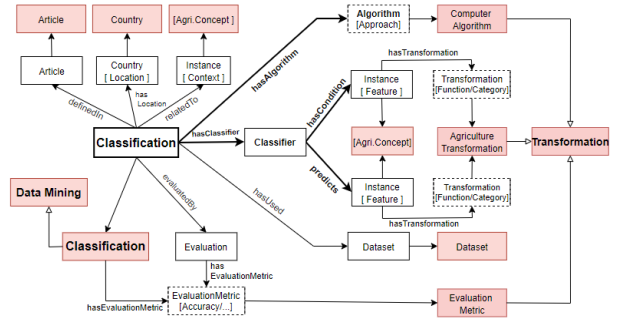 Article
Country
[Agri.Concept]
Algorithm
[Approach]
Computer
Algorithm
Article
Country
[ Location ]
Instance
[ Context ]
hasTransformation
Instance
[ Feature ]
Transformation
[Function/Category]
definedIn
has
Location
relatedTo
hasAlgorithm
hasCondition
Classification
hasClassifier
Classifier
[Agri.Concept]
Agriculture
Transformation
Transformation
predicts
Data Mining
evaluatedBy
hasUsed
Instance
[ Feature ]
Transformation
[Function/Category]
hasTransformation
Classification
Evaluation
Dataset
Dataset
has
EvaluationMetric
hasEvaluationMetric
EvaluationMetric
[Accuracy/...]
Evaluation
Metric